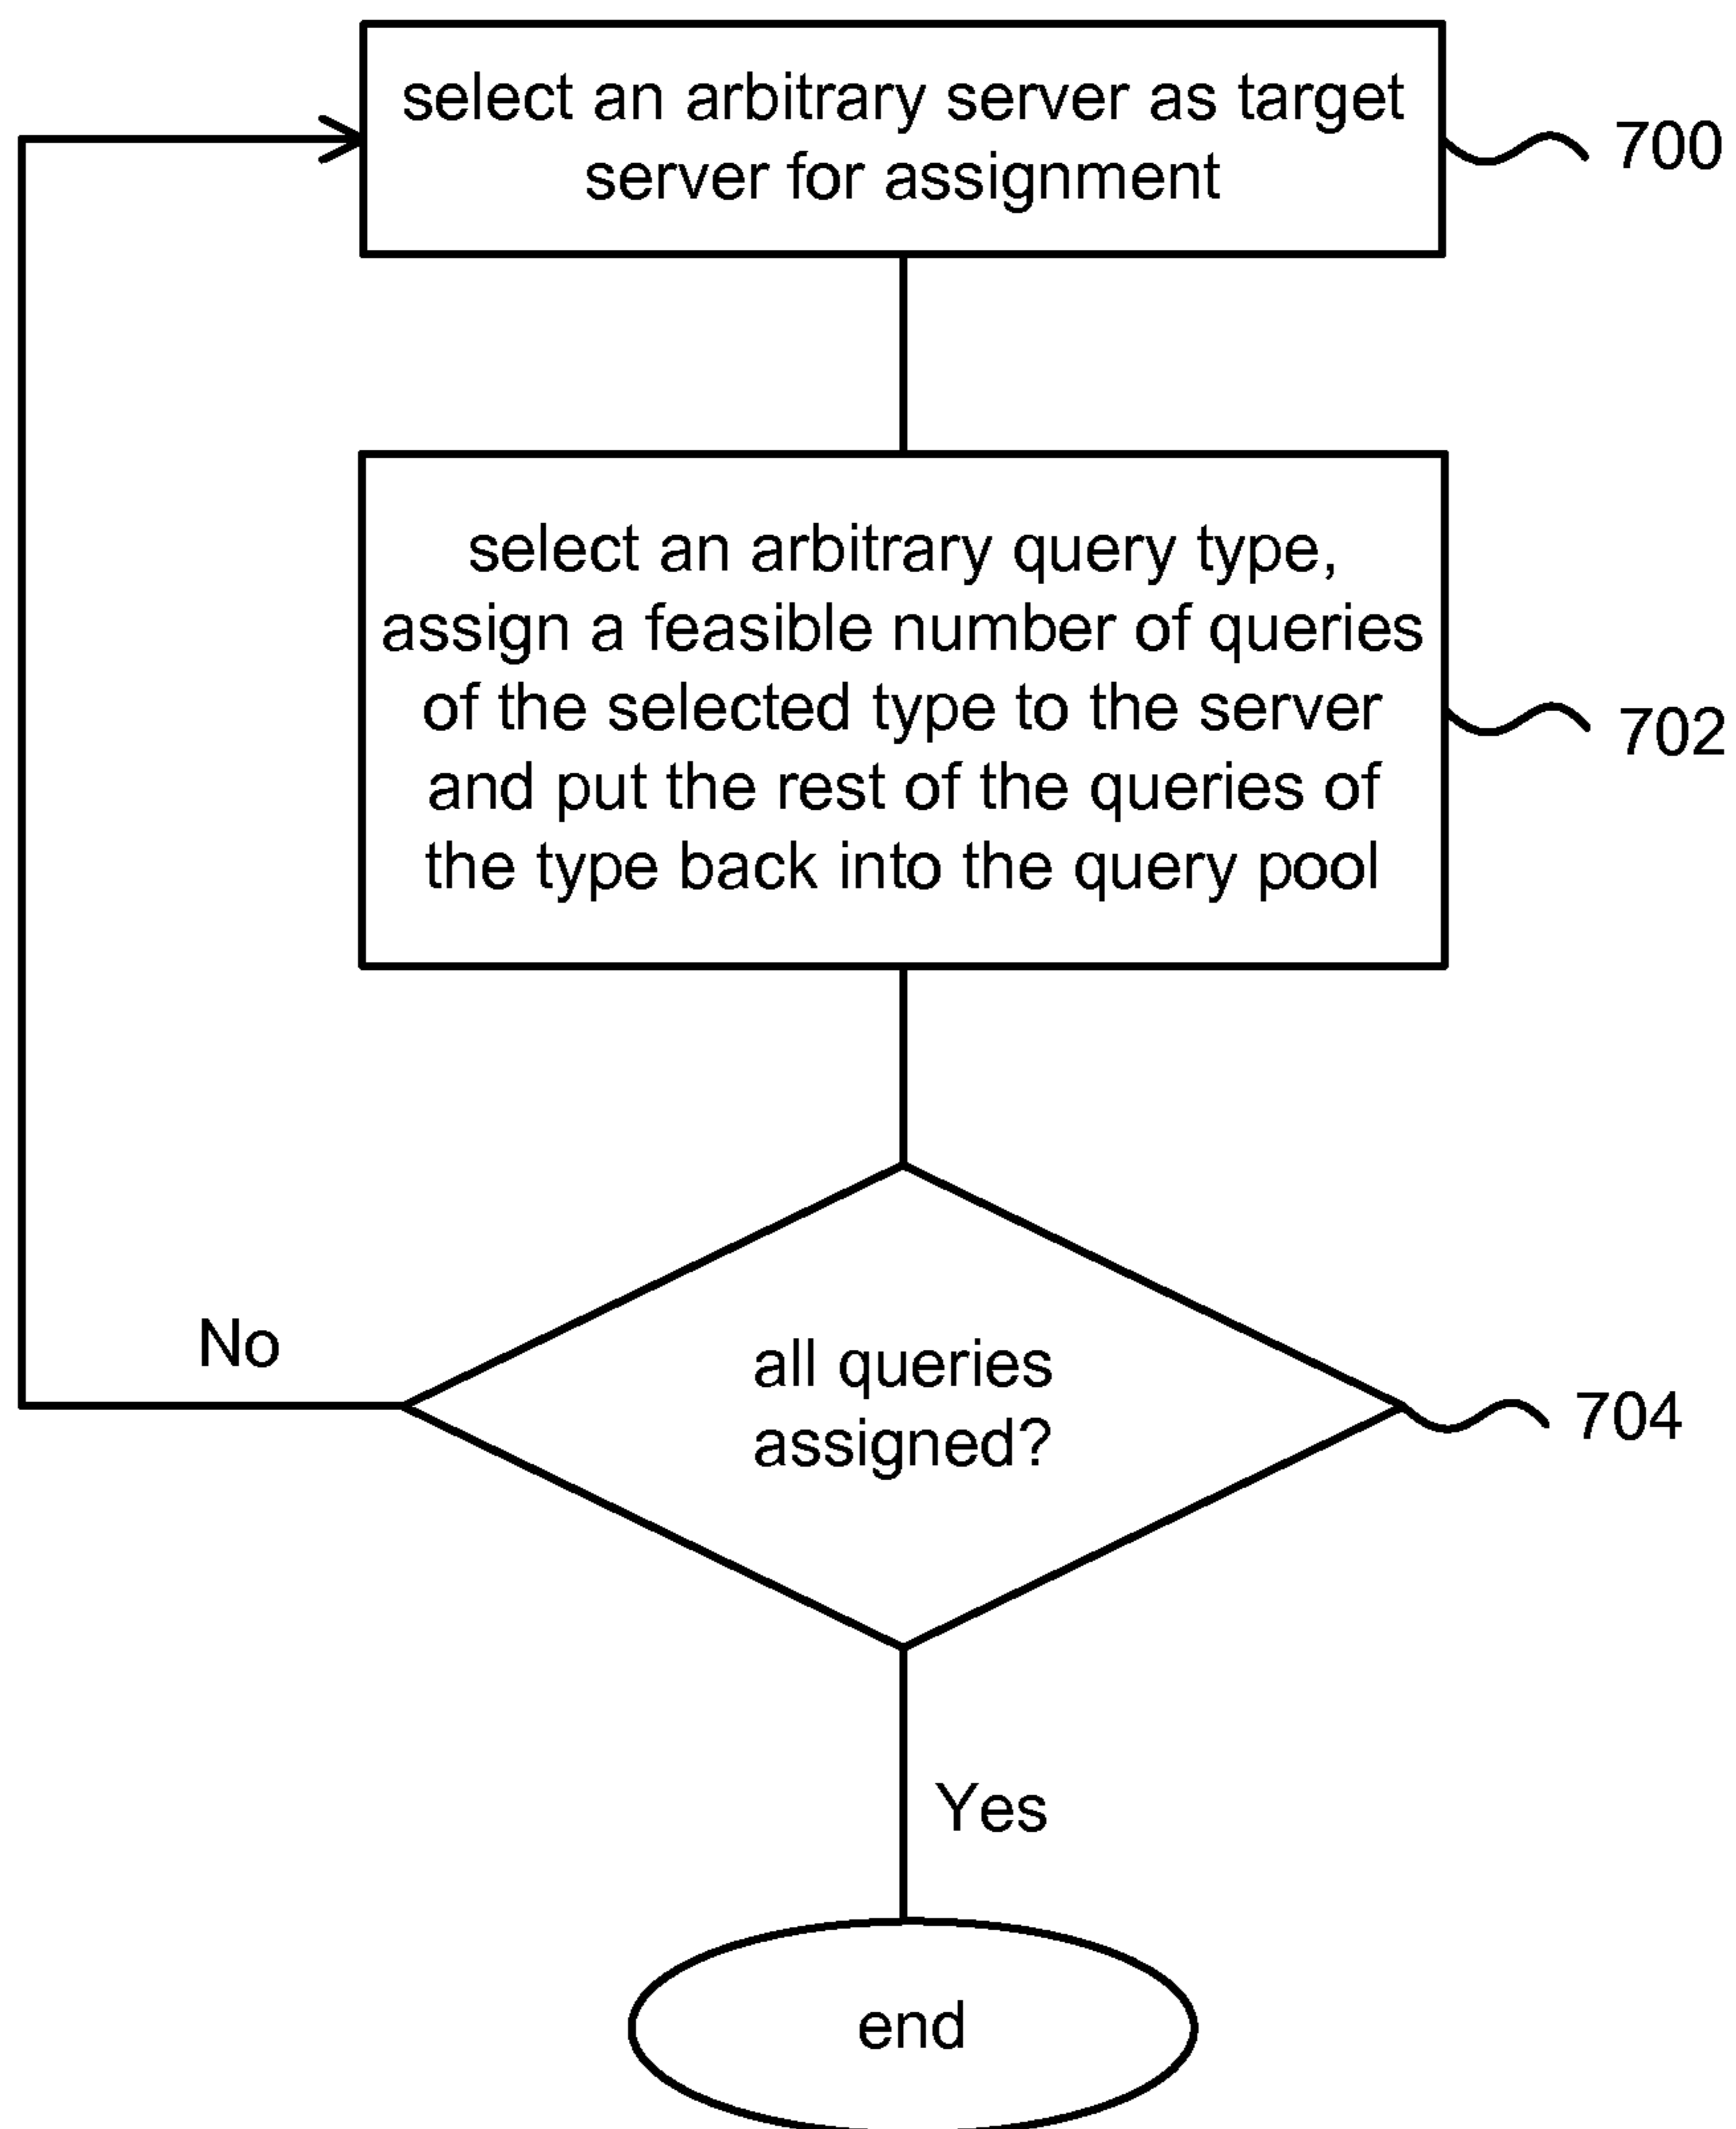 select an arbitrary server as target
server for assignment
700
select an arbitrary query type,
assign a feasible number of queries
of the selected type to the server
and put the rest of the queries of
the type back into the query pool
702
No
all queries
assigned?
704
Yes
end